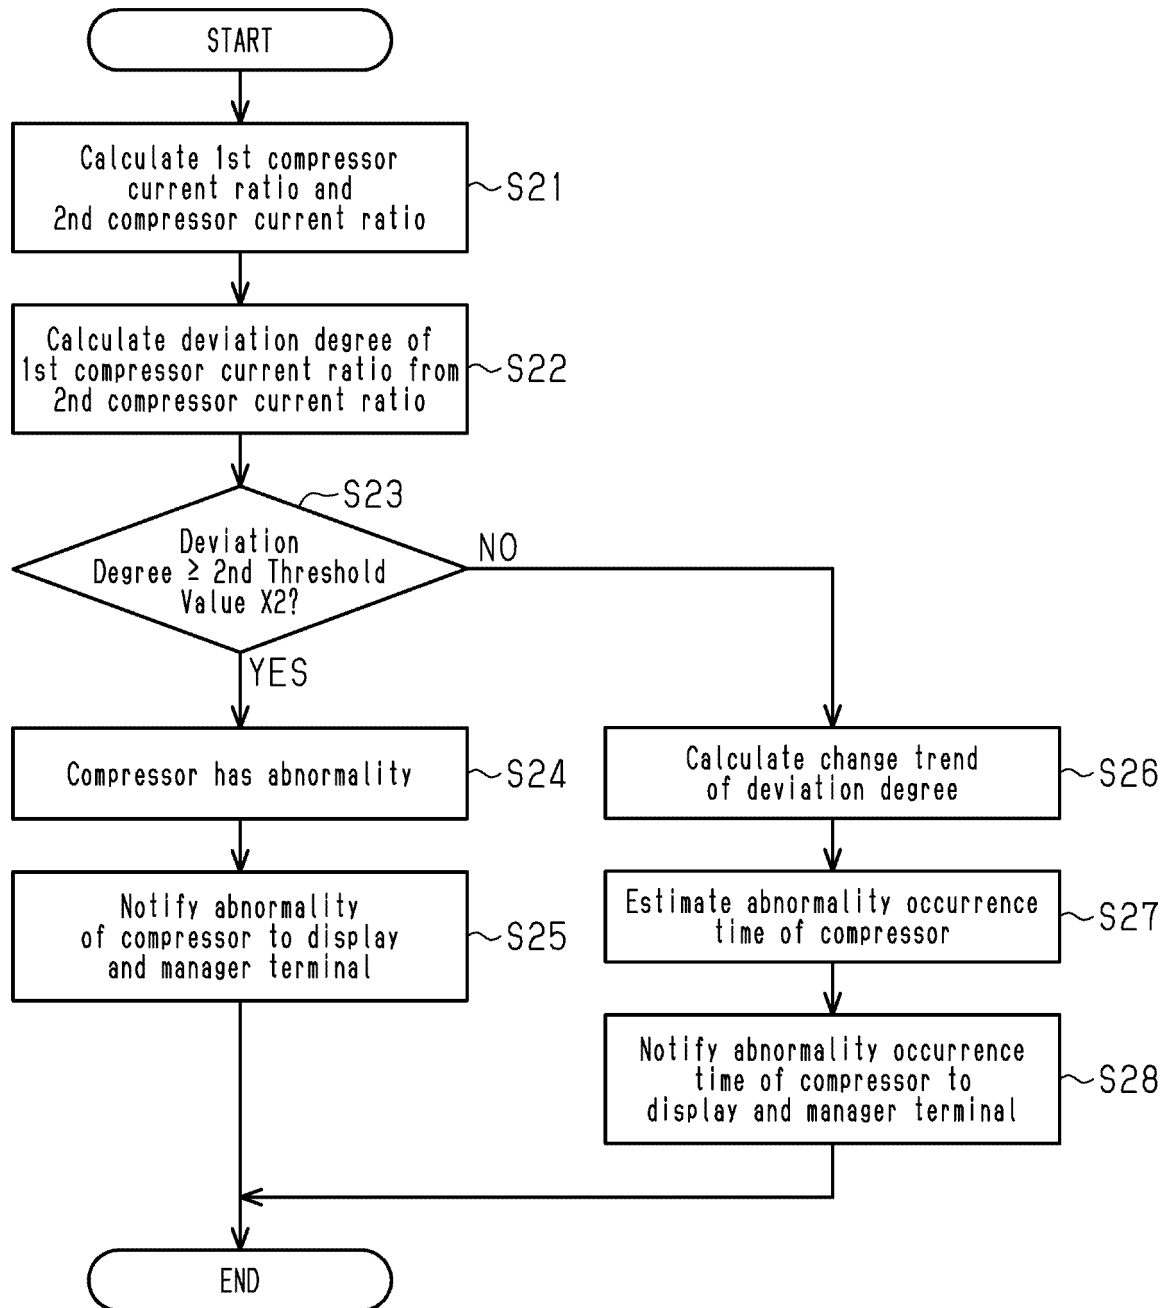 START
Calculate 1st compressor
current ratio and
2nd compressor current ratio
S21
Calculate deviation degree of
1st compressor current ratio from
2nd compressor current ratio
S22
S23
Deviation
Degree ≥ 2nd Threshold
Value X2?
NO
YES
Compressor has abnormality
S24
Notify abnormality
of compressor to display
and manager terminal
S25
Calculate change trend
of deviation degree
S26
Estimate abnormality occurrence
time of compressor
S27
Notify abnormality occurrence
time of compressor to
display and manager terminal
S28
END